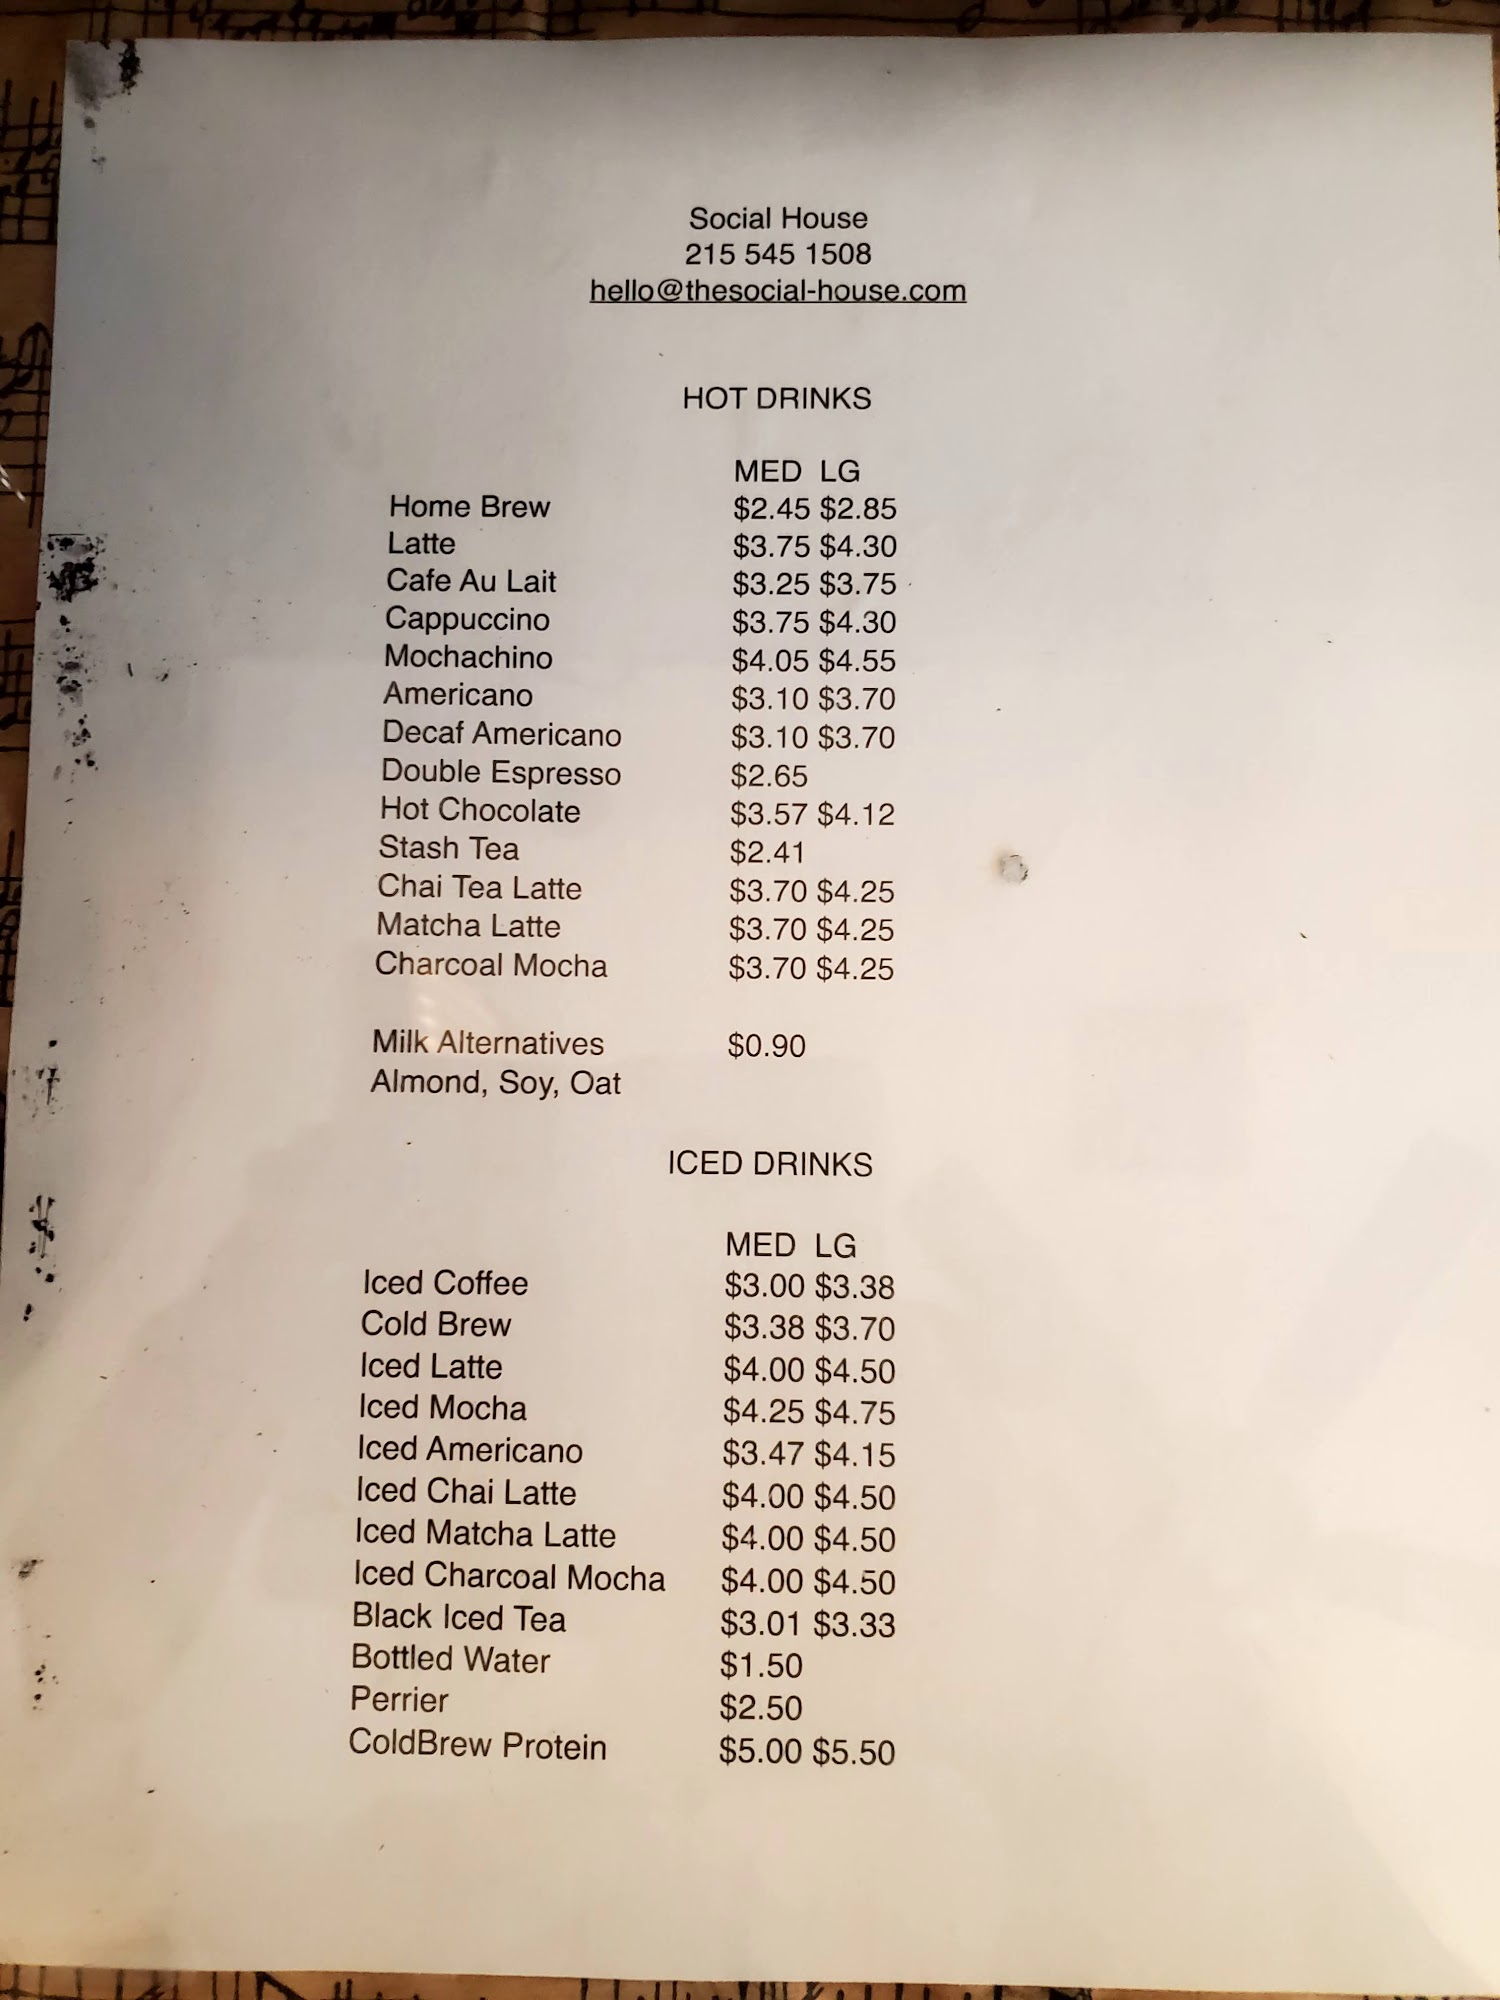 Social House
215 545 1508
hello@thesocial-house.com
HOT DRINKS
MED LG
Home Brew $2.45 $2.85
Latte $3.75 $4.30
Cafe Au Lait $3.25 $3.75
Cappuccino $3.75 $4.30
Mochachino $4.05 $4.55
Americano $3.10 $3.70
Decaf Americano $3.10 $3.70
Double Espresso $2.65
Hot Chocolate $3.57 $4.12
Stash Tea $2.41
Chai Tea Latte $3.70 $4.25
Matcha Latte $3.70 $4.25
Charcoal Mocha $3.70 $4.25
Milk Alternatives $0.90
Almond, Soy, Oat
ICED DRINKS
MED LG
Iced Coffee $3.00 $3.38
Cold Brew $3.38 $3.70
Iced Latte $4.00 $4.50
Iced Mocha $4.25 $4.75
Iced Americano $3.47 $4.15
Iced Chai Latte $4.00 $4.50
Iced Matcha Latte $4.00 $4.50
Iced Charcoal Mocha $4.00 $4.50
Black Iced Tea $3.01 $3.33
Bottled Water $1.50
Perrier $2.50
ColdBrew Protein $5.00 $5.50